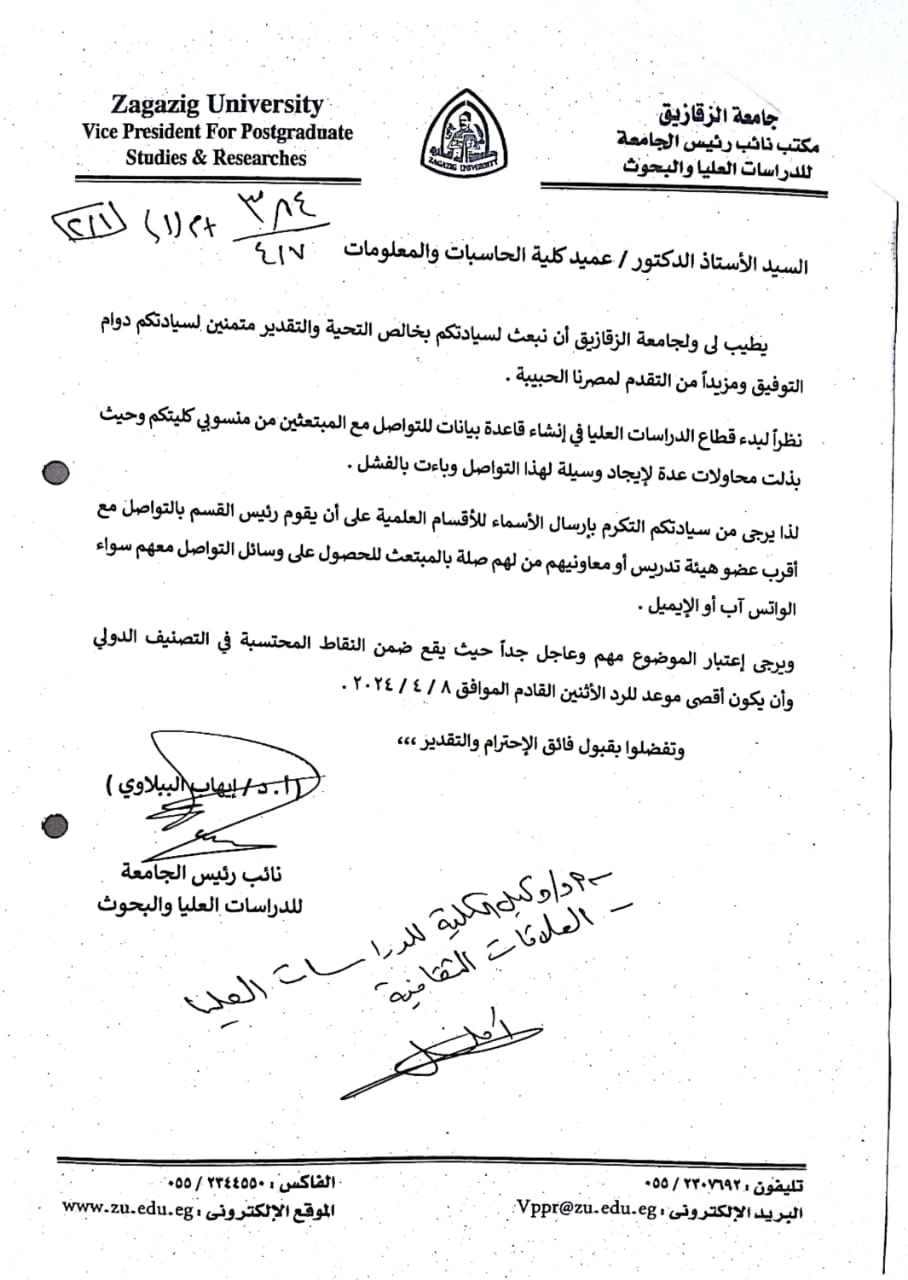 Zagazig University
Vice President For Postgraduate
Studies & Researches
ZAGAZIG UNIVERSITY
جامعة الزقازيق
مكتب نائب رئيس الجامعة
للدراسات العليا والبحوث
٣٨٤
٤/٧
السيد الأستاذ الدكتور / عميد كلية الحاسبات والمعلومات
يطيب لى ولجامعة الزقازيق أن نبعث لسيادتكم بخالص التحية والتقدير متمنين لسيادتكم دوام
التوفيق ومزيداً من التقدم لمصرنا الحبيبة .
نظراً لبدء قطاع الدراسات العليا في إنشاء قاعدة بيانات للتواصل مع المبتعثين من منسوبي كليتكم وحيث
بذلت محاولات عدة لإيجاد وسيلة لهذا التواصل وباءت بالفشل .
لذا يرجى من سيادتكم التكرم بإرسال الأسماء للأقسام العلمية على أن يقوم رئيس القسم بالتواصل مع
أقرب عضو هيئة تدريس أو معاونيهم من لهم صلة بالمبتعث للحصول على وسائل التواصل معهم سواء
الواتس آب أو الإيميل .
ويرجى إعتبار الموضوع مهم وعاجل جداً حيث يقع ضمن النقاط المحتسبة في التصنيف الدولي
وأن يكون أقصى موعد للرد الأثنين القادم الموافق ٨ / ٤ / ٢٠٢٤ .
وتفضلوا بقبول فائق الإحترام والتقدير ،،،
( أ.د/ إيهاب الببلاوي )
نائب رئيس الجامعة
للدراسات العليا والبحوث
وكيل الكلية للدراسات العليا
– العلاقات الثقافية
تليفون : ٢٣٠٧٦٩٢ / ٠٥٥
الفاكس : ٢٣٤٤٥٥٠ / ٠٥٥
البريد الإلكترونى : Vppr@zu.edu.eg
الموقع الإلكترونى : www.zu.edu.eg